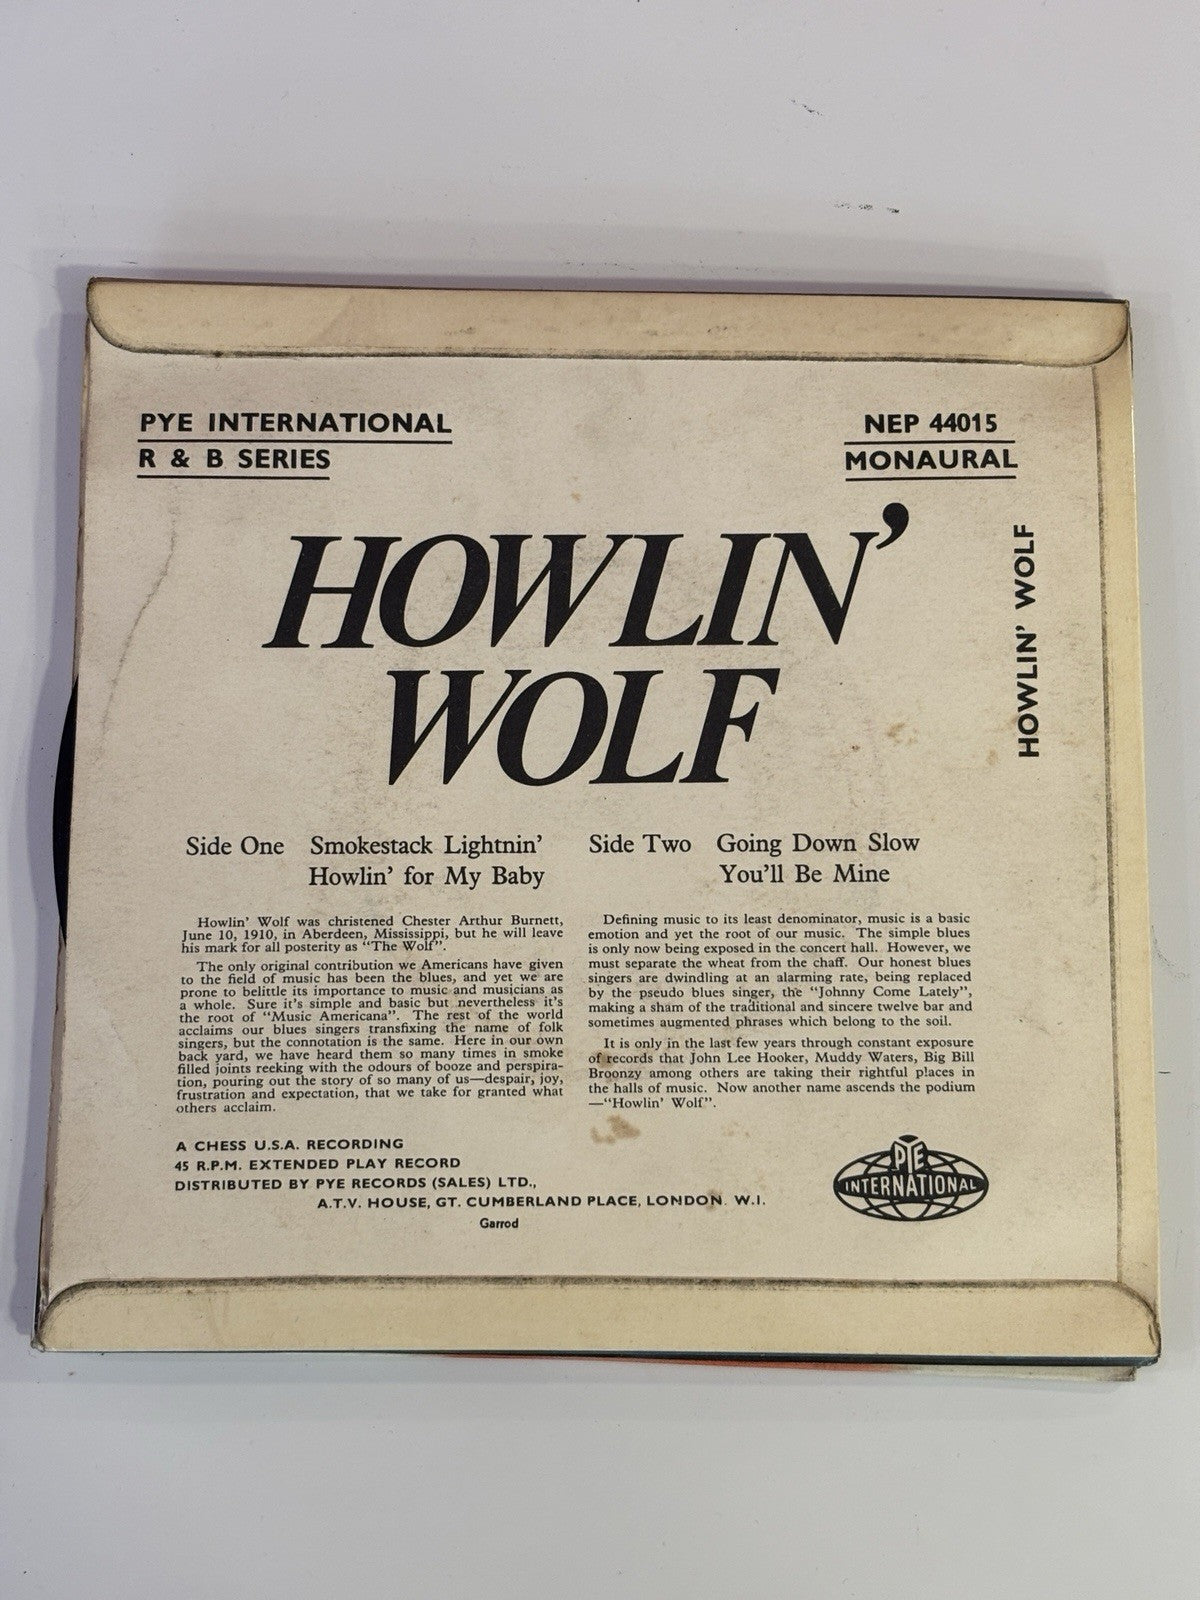 PYE INTERNATIONAL
R & B SERIES
NEP 44015
MONAURAL
HOWLIN' WOLF
HOWLIN'
WOLF
Side One Smokestack Lightnin'
Howlin' for My Baby
Side Two Going Down Slow
You'll Be Mine
Howlin' Wolf was christened Chester Arthur Burnett,
June 10, 1910, in Aberdeen, Mississippi, but he will leave
his mark for all posterity as "The Wolf".
The only original contribution we Americans have given
to the field of music has been the blues, and yet we are
prone to belittle its importance to music and musicians as
a whole. Sure it's simple and basic but nevertheless it's
the root of "Music Americana". The rest of the world
acclaims our blues singers transfixing the name of folk
singers, but the connotation is the same. Here in our own
back yard, we have heard them so many times in smoke
filled joints reeking with the odours of booze and perspira-
tion, pouring out the story of so many of us—despair, joy,
frustration and expectation, that we take for granted what
others acclaim.
Defining music to its least denominator, music is a basic
emotion and yet the root of our music. The simple blues
is only now being exposed in the concert hall. However, we
must separate the wheat from the chaff. Our honest blues
singers are dwindling at an alarming rate, being replaced
by the pseudo blues singer, the "Johnny Come Lately",
making a sham of the traditional and sincere twelve bar and
sometimes augmented phrases which belong to the soil.
It is only in the last few years through constant exposure
of records that John Lee Hooker, Muddy Waters, Big Bill
Broonzy among others are taking their rightful places in
the halls of music. Now another name ascends the podium
—"Howlin' Wolf".
A CHESS U.S.A. RECORDING
45 R.P.M. EXTENDED PLAY RECORD
DISTRIBUTED BY PYE RECORDS (SALES) LTD.,
A.T.V. HOUSE, GT. CUMBERLAND PLACE, LONDON. W.I.
Garrod
PYE
INTERNATIONAL